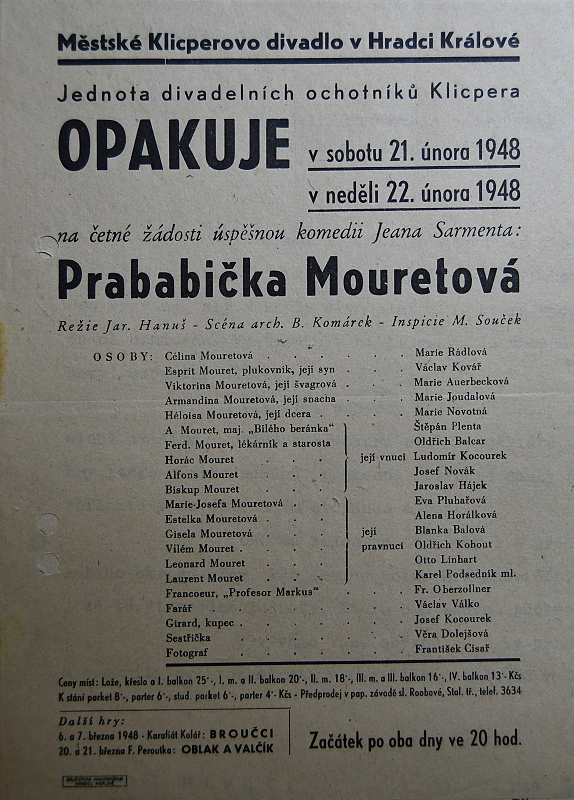 Městské Klicperovo divadlo v Hradci Králové
Jednota divadelních ochotníků Klicpera
OPAKUJE v sobotu 21. února 1948
v neděli 22. února 1948
na četné žádosti úspěšnou komedii Jeana Sarmenta:
Prababička Mouretová
Režie Jar. Hanuš - Scéna arch. B. Komárek - Inspicie M. Souček
OSOBY: Célina Mouretová . . . . . . Marie Rádlová
Esprit Mouret, plukovník, její syn . . . Václav Kovář
Viktorina Mouretová, její švagrová . . . Marie Auerbecková
Armandina Mouretová, její snacha . . . Marie Joudalová
Héloisa Mouretová, její dcera . . . . Marie Novotná
A Mouret, maj. „Bílého beránka“ Štěpán Plenta
Ferd. Mouret, lékárník a starosta Oldřich Balcar
Horác Mouret . . . její vnuci Ludomír Kocourek
Alfons Mouret . . . Josef Novák
Biskup Mouret . . . Jaroslav Hájek
Marie-Josefa Mouretová . . Eva Pluhařová
Estelka Mouretová . . . Alena Horálková
Gisela Mouretová . . . její Blanka Balová
Vilém Mouret . . . . pravnuci Oldřich Kohout
Leonard Mouret . . . Otto Linhart
Laurent Mouret . . . Karel Podsedník ml.
Francoeur, „Profesor Markus“ . . . Fr. Oberzollner
Farář . . . . . . . Václav Válko
Girard, kupec . . . . . . . Josef Kocourek
Sestřička . . . . . . Věra Dolejšová
Fotograf . . . . . . František Císař
Ceny míst: Lože, křeslo a I. balkon 25·-, I. m. a II. balkon 20·-, II. m. 18·-, III. m. a III. balkon 16·-, IV. balkon 13·- Kčs
K stání parket 8·-, parter 6·-, stud. parket 6·-, parter 4·- Kčs - Předprodej v pap. závodě sl. Roobové, Stal. tř., telef. 3634
Další hry:
6. a 7. března 1948 - Karafiát Kolář: BROUČCI
20. a 21. března F. Peroutka: OBLAK A VALČÍK
Začátek po oba dny ve 20 hod.